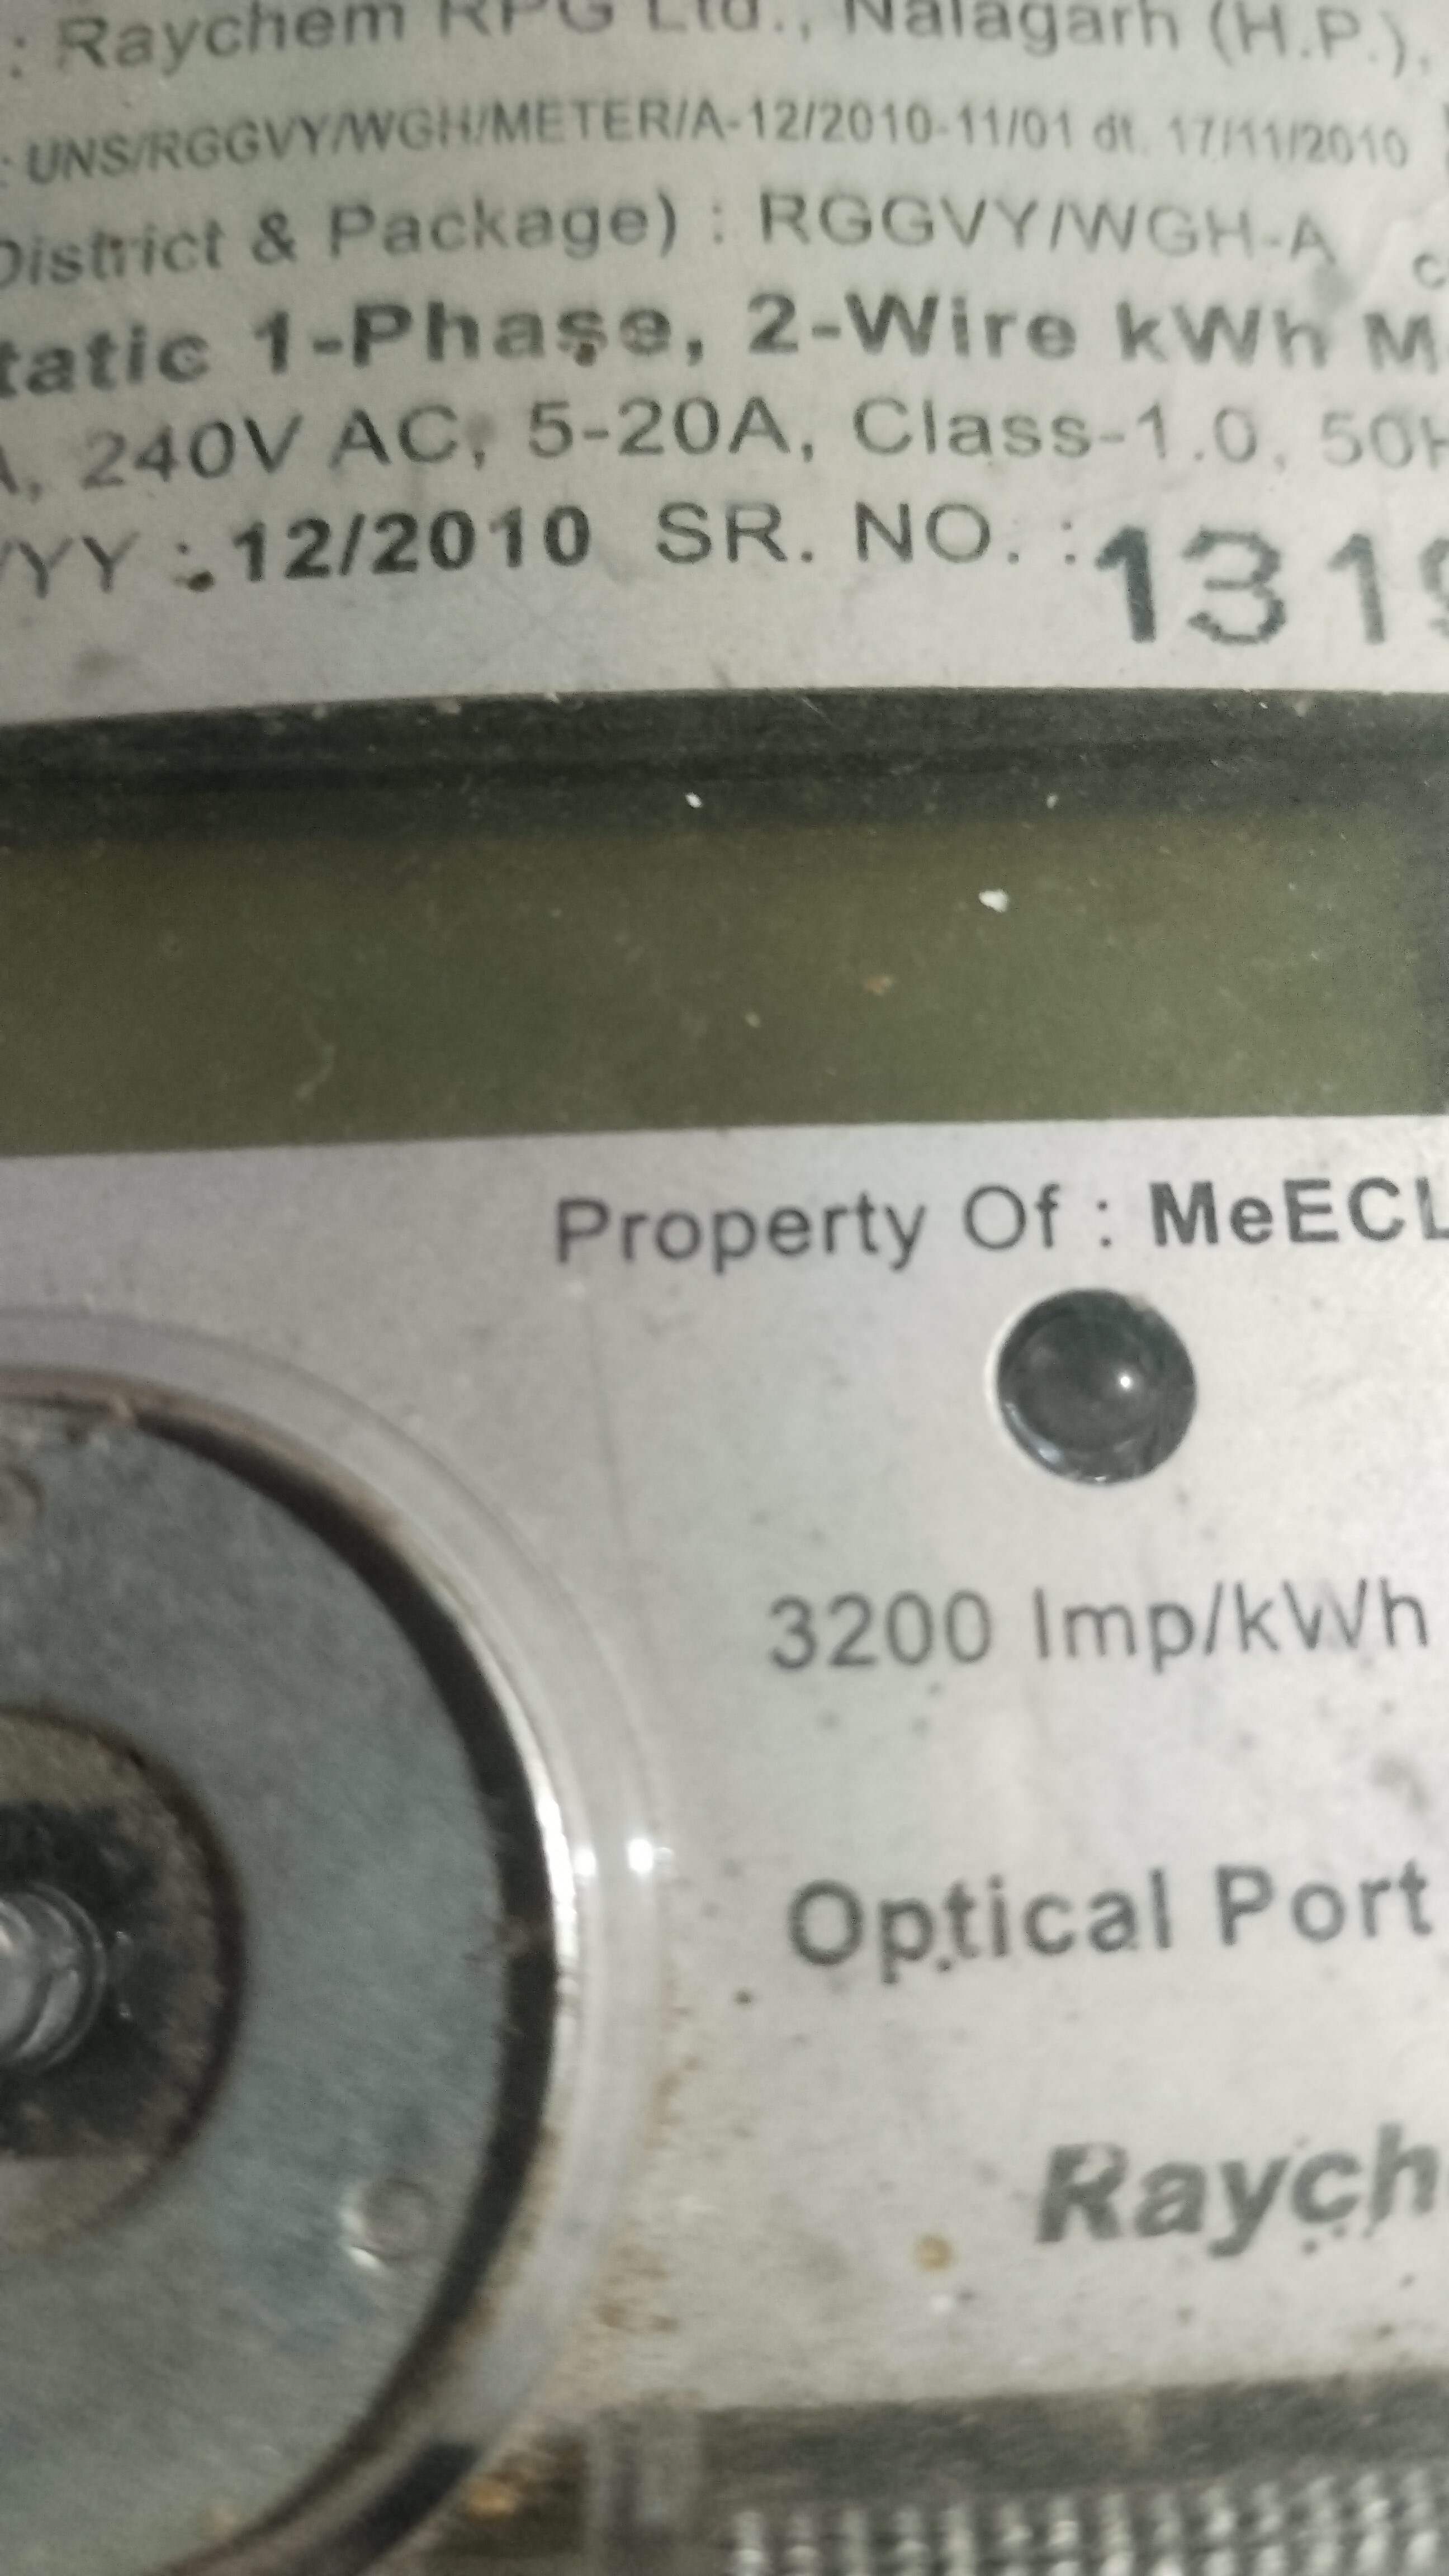 : Raychem RPG Ltd., Nalagarh (H.P.),
: UNS/RGGVY/WGH/METER/A-12/2010-11/01 dt. 17/11/2010
District & Package) : RGGVY/WGH-A
tatic 1-Phase, 2-Wire kWh M
, 240V AC, 5-20A, Class-1.0, 50H
/YY : 12/2010 SR. NO. : 1319
Property Of : MeECL
3200 Imp/kWh
Optical Port
Raych